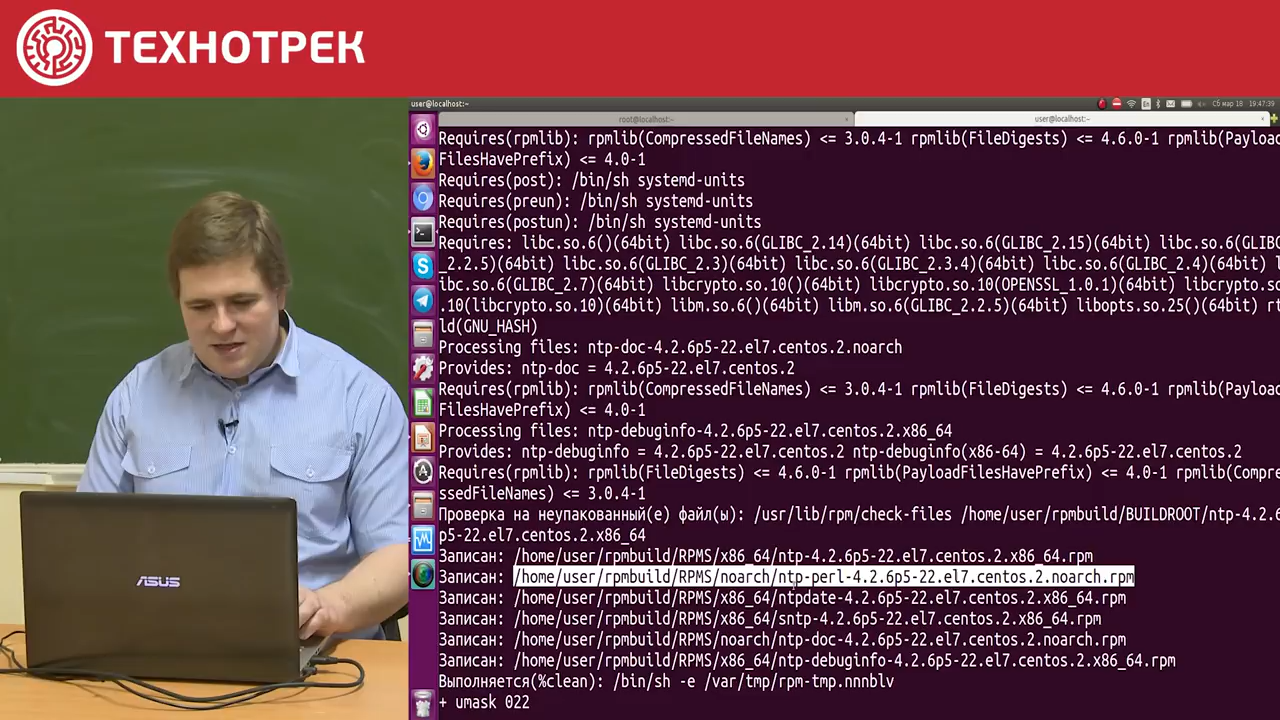 ТЕХНОТРЕК
user@localhost:~
En
Сб мар 18 19:47:39
root@localhost:~
user@localhost:~
Requires(rpmlib): rpmlib(CompressedFileNames) <= 3.0.4-1 rpmlib(FileDigests) <= 4.6.0-1 rpmlib(Payload
FilesHavePrefix) <= 4.0-1
Requires(post): /bin/sh systemd-units
Requires(preun): /bin/sh systemd-units
Requires(postun): /bin/sh systemd-units
Requires: libc.so.6()(64bit) libc.so.6(GLIBC_2.14)(64bit) libc.so.6(GLIBC_2.15)(64bit) libc.so.6(GLIBC
_2.2.5)(64bit) libc.so.6(GLIBC_2.3)(64bit) libc.so.6(GLIBC_2.3.4)(64bit) libc.so.6(GLIBC_2.4)(64bit) l
ibc.so.6(GLIBC_2.7)(64bit) libcrypto.so.10()(64bit) libcrypto.so.10(OPENSSL_1.0.1)(64bit) libcrypto.so
.10(libcrypto.so.10)(64bit) libm.so.6()(64bit) libm.so.6(GLIBC_2.2.5)(64bit) libopts.so.25()(64bit) rt
ld(GNU_HASH)
Processing files: ntp-doc-4.2.6p5-22.el7.centos.2.noarch
Provides: ntp-doc = 4.2.6p5-22.el7.centos.2
Requires(rpmlib): rpmlib(CompressedFileNames) <= 3.0.4-1 rpmlib(FileDigests) <= 4.6.0-1 rpmlib(Payload
FilesHavePrefix) <= 4.0-1
Processing files: ntp-debuginfo-4.2.6p5-22.el7.centos.2.x86_64
Provides: ntp-debuginfo = 4.2.6p5-22.el7.centos.2 ntp-debuginfo(x86-64) = 4.2.6p5-22.el7.centos.2
Requires(rpmlib): rpmlib(FileDigests) <= 4.6.0-1 rpmlib(PayloadFilesHavePrefix) <= 4.0-1 rpmlib(Compre
ssedFileNames) <= 3.0.4-1
Проверка на неупакованный(е) файл(ы): /usr/lib/rpm/check-files /home/user/rpmbuild/BUILDROOT/ntp-4.2.6
p5-22.el7.centos.2.x86_64
Записан: /home/user/rpmbuild/RPMS/x86_64/ntp-4.2.6p5-22.el7.centos.2.x86_64.rpm
Записан: /home/user/rpmbuild/RPMS/noarch/ntp-perl-4.2.6p5-22.el7.centos.2.noarch.rpm
Записан: /home/user/rpmbuild/RPMS/x86_64/ntpdate-4.2.6p5-22.el7.centos.2.x86_64.rpm
Записан: /home/user/rpmbuild/RPMS/x86_64/sntp-4.2.6p5-22.el7.centos.2.x86_64.rpm
Записан: /home/user/rpmbuild/RPMS/noarch/ntp-doc-4.2.6p5-22.el7.centos.2.noarch.rpm
Записан: /home/user/rpmbuild/RPMS/x86_64/ntp-debuginfo-4.2.6p5-22.el7.centos.2.x86_64.rpm
Выполняется(%clean): /bin/sh -e /var/tmp/rpm-tmp.nnnblv
+ umask 022
ASUS